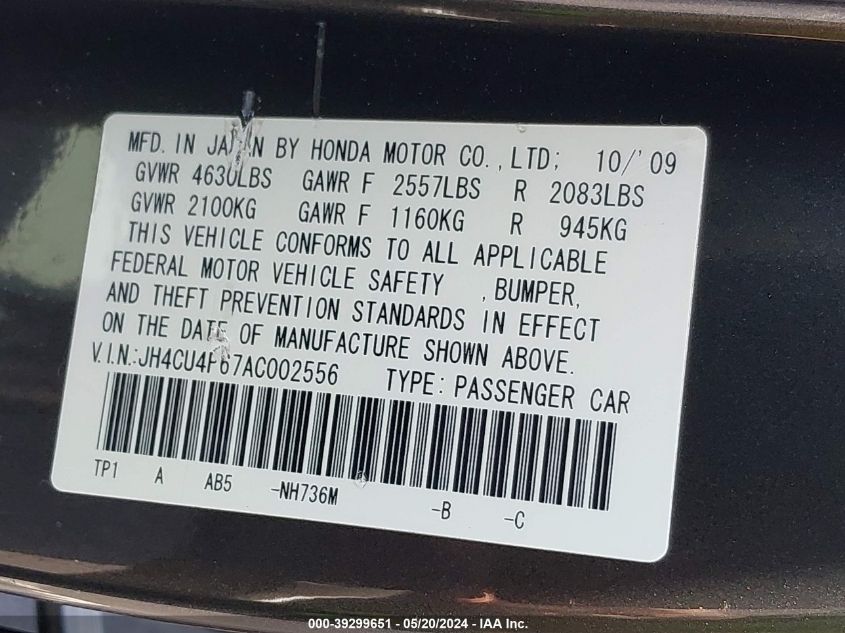 MFD. IN JAPAN BY HONDA MOTOR CO., LTD; 10/'09
GVWR 4630LBS GAWR F 2557LBS R 2083LBS
GVWR 2100KG GAWR F 1160KG R 945KG
THIS VEHICLE CONFORMS TO ALL APPLICABLE
FEDERAL MOTOR VEHICLE SAFETY , BUMPER,
AND THEFT PREVENTION STANDARDS IN EFFECT
ON THE DATE OF MANUFACTURE SHOWN ABOVE.
V.I.N.:JH4CU4F67AC002556 TYPE: PASSENGER CAR
TP1 A AB5 -NH736M -B -C
000-39299651 - 05/20/2024 - IAA Inc.